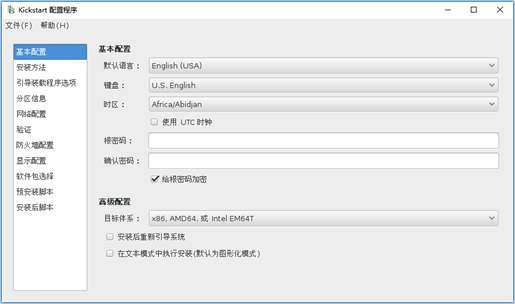 Kickstart 配置程序
文件(F) 帮助(H)
基本配置
安装方法
引导装载程序选项
分区信息
网络配置
验证
防火墙配置
显示配置
软件包选择
预安装脚本
安装后脚本
基本配置
默认语言： English (USA)
键盘： U.S. English
时区： Africa/Abidjan
使用 UTC 时钟
根密码：
确认密码：
给根密码加密
高级配置
目标体系： x86, AMD64, 或 Intel EM64T
安装后重新引导系统
在文本模式中执行安装(默认为图形化模式)